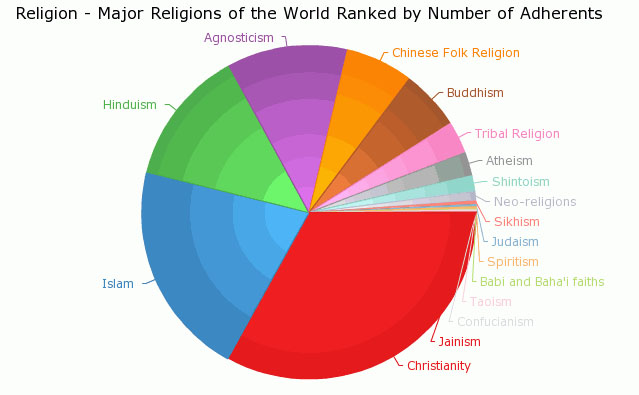 Religion - Major Religions of the World Ranked by Number of Adherents
Agnosticism
Chinese Folk Religion
Hinduism
Buddhism
Tribal Religion
Atheism
Shintoism
Neo-religions
Sikhism
Judaism
Spiritism
Babi and Baha'i faiths
Islam
Taoism
Confucianism
Jainism
Christianity